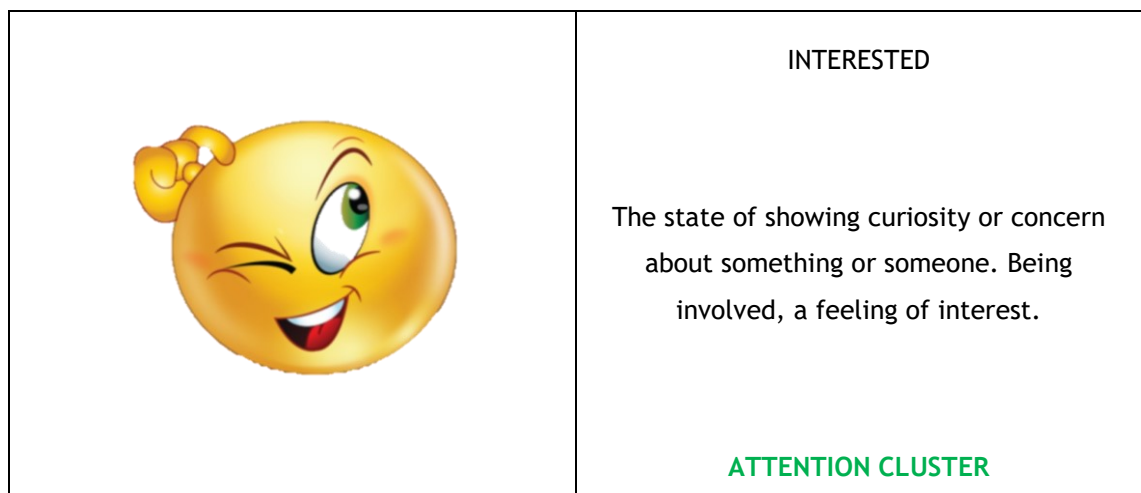 INTERESTED
The state of showing curiosity or concern
about something or someone. Being
involved, a feeling of interest.
ATTENTION CLUSTER